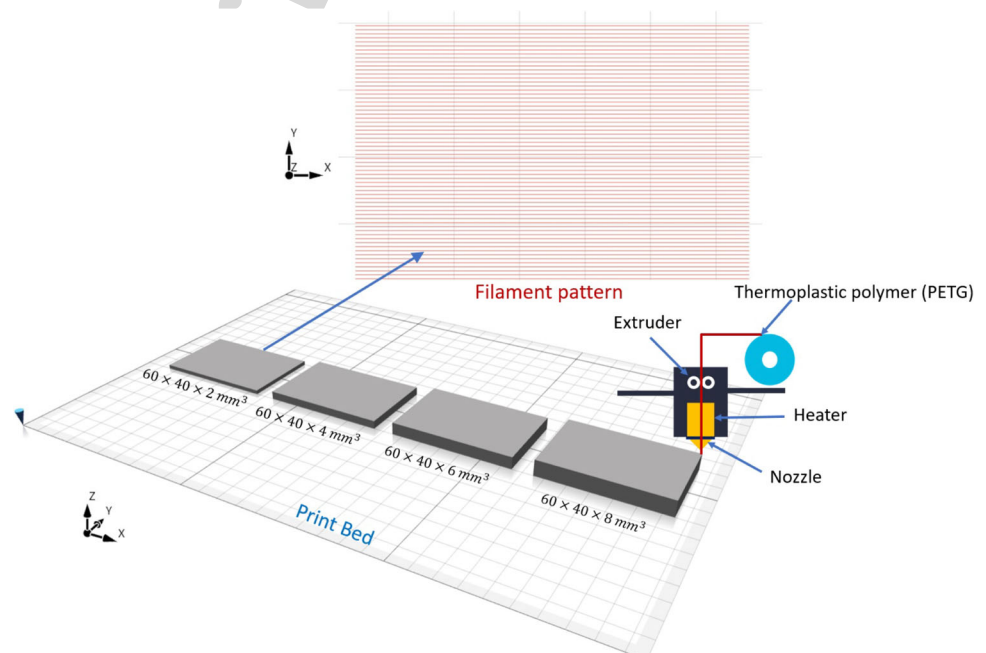 Y
Z
X
Filament pattern
Thermoplastic polymer (PETG)
Extruder
60 × 40 × 2 mm³
60 × 40 × 4 mm³
Heater
60 × 40 × 6 mm³
Nozzle
60 × 40 × 8 mm³
Z
Y
X
Print Bed